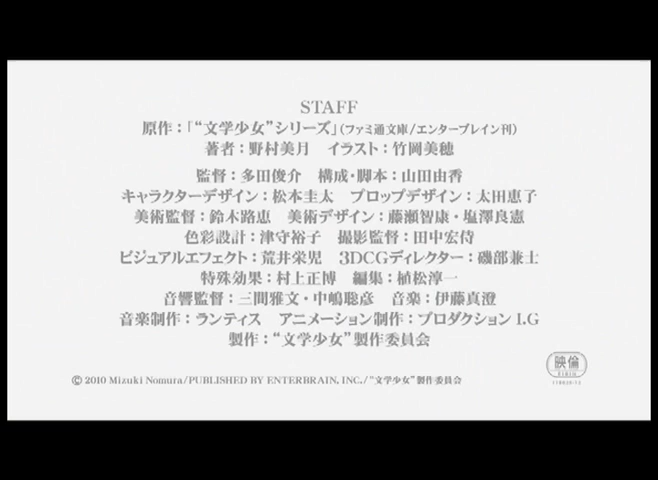 STAFF
原作：「“文学少女”シリーズ」（ファミ通文庫/エンターブレイン刊）
著者：野村美月　イラスト：竹岡美穂
監督：多田俊介　構成・脚本：山田由香
キャラクターデザイン：松本圭太　プロップデザイン：太田恵子
美術監督：鈴木路恵　美術デザイン：藤瀬智康・塩澤良憲
色彩設計：津守裕子　撮影監督：田中宏侍
ビジュアルエフェクト：荒井栄児　3DCGディレクター：磯部兼士
特殊効果：村上正博　編集：植松淳一
音響監督：三間雅文・中嶋聡彦　音楽：伊藤真澄
音楽制作：ランティス　アニメーション制作：プロダクション I.G
製作：“文学少女”製作委員会
© 2010 Mizuki Nomura/PUBLISHED BY ENTERBRAIN, INC./“文学少女”製作委員会
映倫
EIRIN